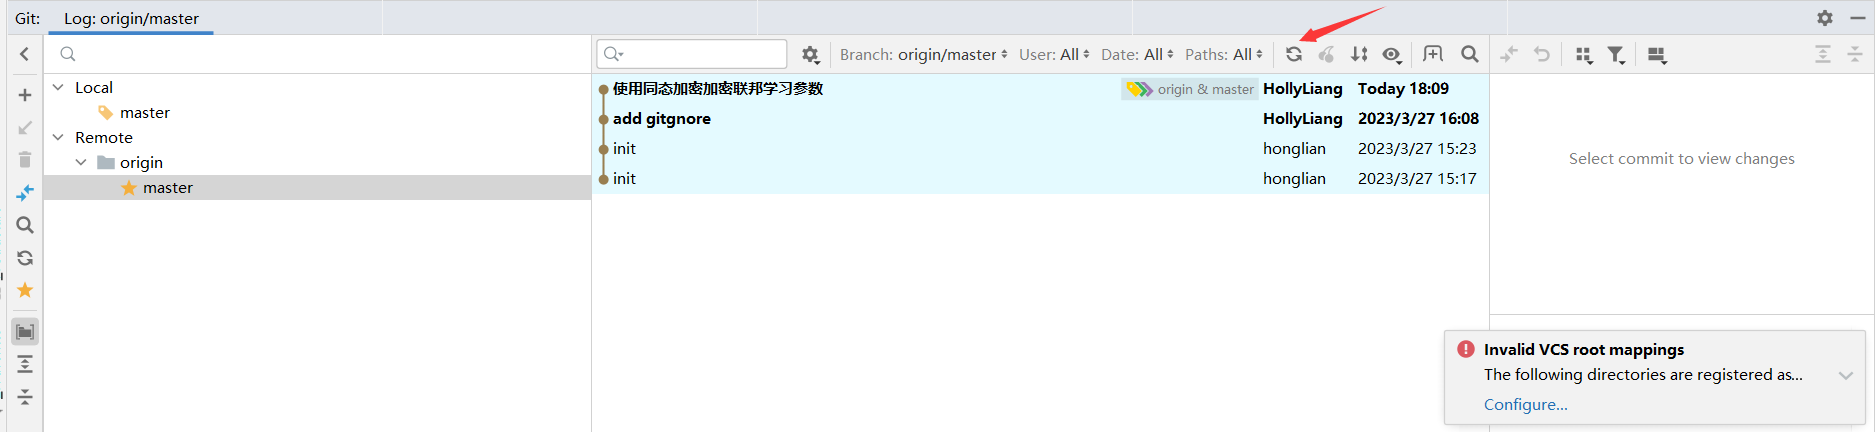 Git: Log: origin/master
Branch: origin/master User: All Date: All Paths: All
Local
master
Remote
origin
master
使用同态加密加密联邦学习参数 origin & master HollyLiang Today 18:09
add gitgnore HollyLiang 2023/3/27 16:08
init honglian 2023/3/27 15:23
init honglian 2023/3/27 15:17
Select commit to view changes
Invalid VCS root mappings
The following directories are registered as...
Configure...